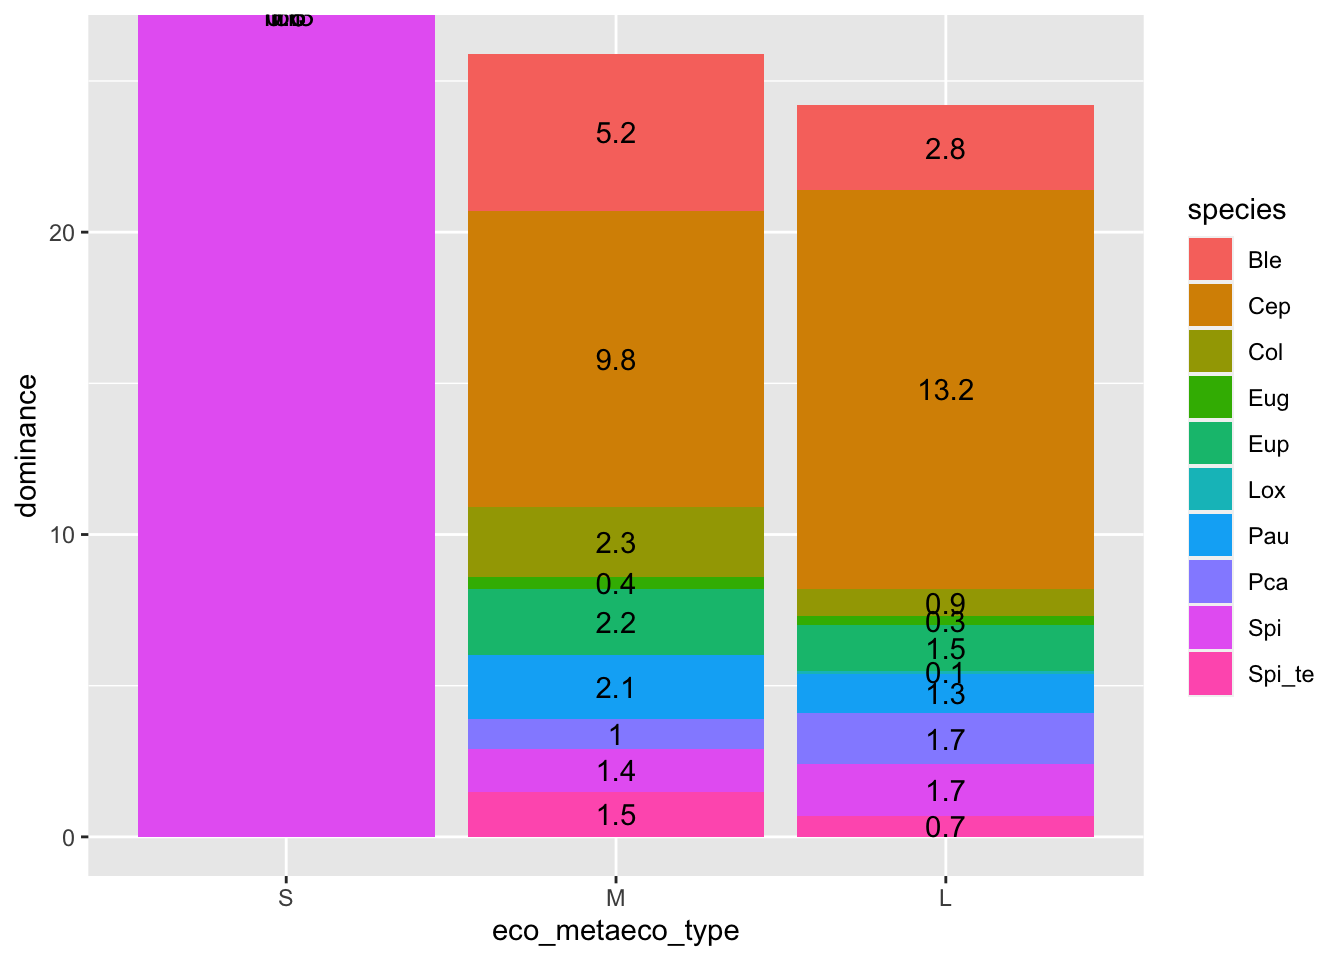 5.2
2.8
20
9.8
13.2
2.3
0.4
0.9
0.3
2.2
1.5
0.1
2.1
1.3
1
1.7
1.4
1.7
1.5
0.7
10
0
dominance
S
M
L
eco_metaeco_type
species
Ble
Cep
Col
Eug
Eup
Lox
Pau
Pca
Spi
Spi_te